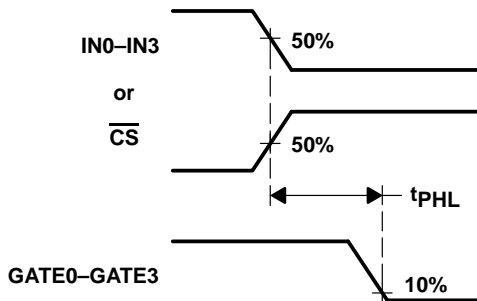 IN0–IN3
50%
or
CS
50%
tPHL
GATE0–GATE3
10%